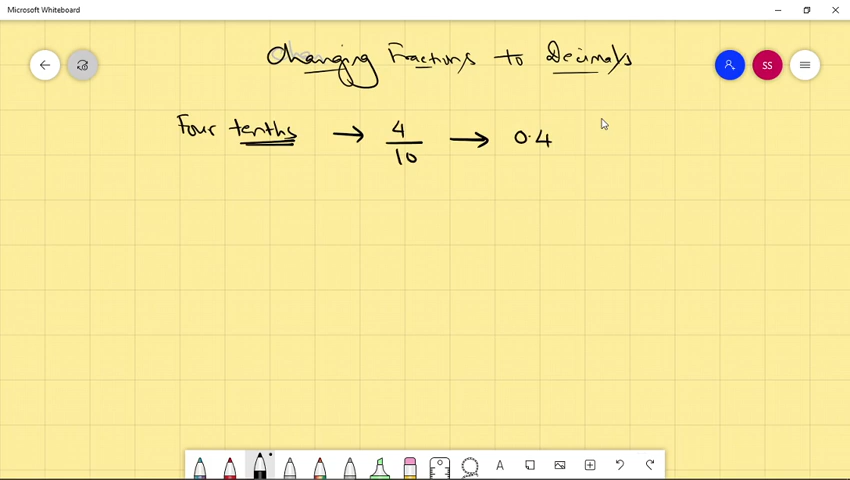 Microsoft Whiteboard
Changing Fractions to Decimals
SS
Four tenths → 4/10 → 0.4
A